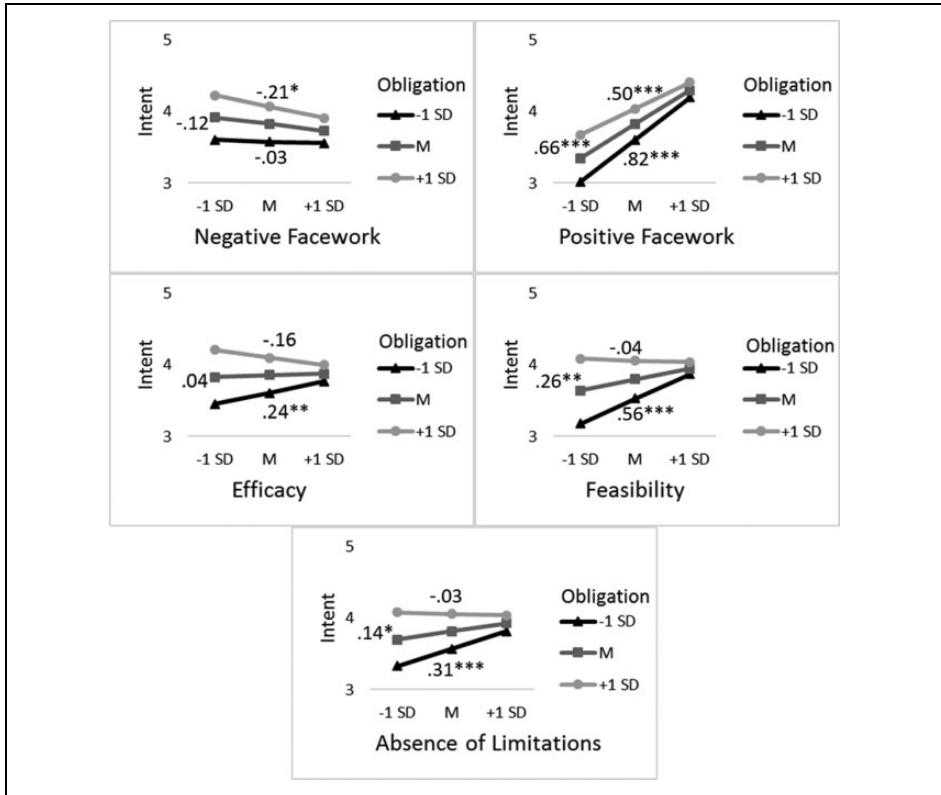 5
4
3
Intent
-.21*
-.12
-.03
-1 SD M +1 SD
Negative Facework
Obligation
-1 SD
M
+1 SD
5
4
3
Intent
.50***
.66***
.82***
-1 SD M +1 SD
Positive Facework
Obligation
-1 SD
M
+1 SD
5
4
3
Intent
-.16
.04
.24**
-1 SD M +1 SD
Efficacy
Obligation
-1 SD
M
+1 SD
5
4
3
Intent
-.04
.26**
.56***
-1 SD M +1 SD
Feasibility
Obligation
-1 SD
M
+1 SD
5
4
3
Intent
-.03
.14*
.31***
-1 SD M +1 SD
Absence of Limitations
Obligation
-1 SD
M
+1 SD